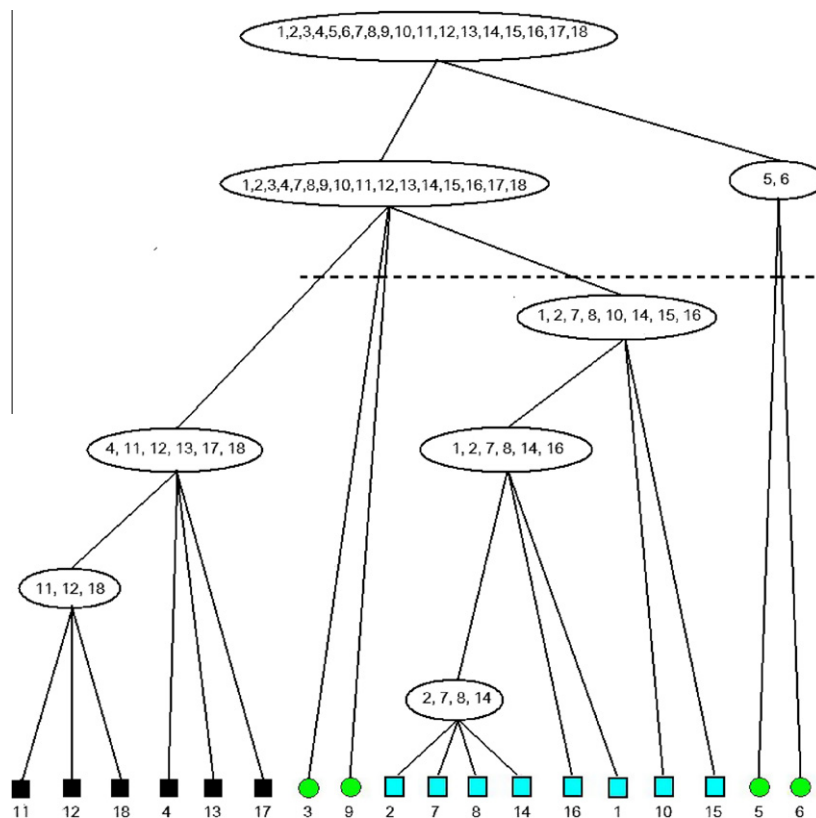 1,2,3,4,5,6,7,8,9,10,11,12,13,14,15,16,17,18
1,2,3,4,7,8,9,10,11,12,13,14,15,16,17,18
5, 6
1, 2, 7, 8, 10, 14, 15, 16
4, 11, 12, 13, 17, 18
1, 2, 7, 8, 14, 16
11, 12, 18
2, 7, 8, 14
11 12 18 4 13 17 3 9 2 7 8 14 16 1 10 15 5 6